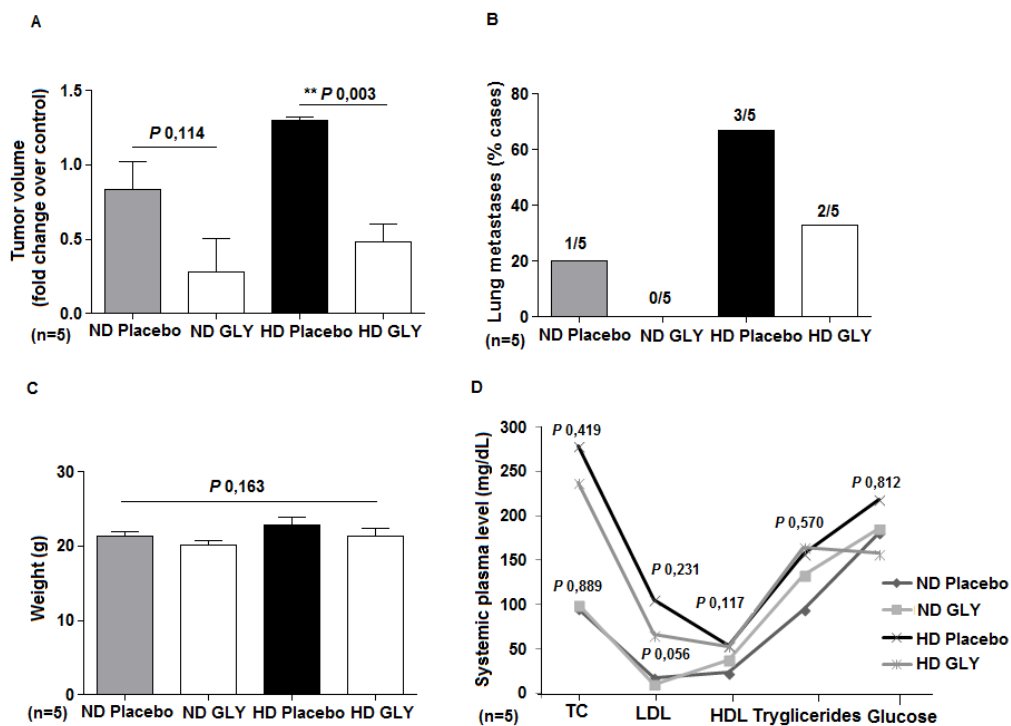 A
Tumor volume
(fold change over control)
1.5
1.0
0.5
0.0
P 0,114
** P 0,003
ND Placebo
ND GLY
HD Placebo
HD GLY
(n=5)
B
Lung metastases (% cases)
80
60
40
20
0
1/5
0/5
3/5
2/5
ND Placebo
ND GLY
HD Placebo
HD GLY
(n=5)
C
Weight (g)
30
20
10
0
P 0,163
ND Placebo
ND GLY
HD Placebo
HD GLY
(n=5)
D
Systemic plasma level (mg/dL)
300
250
200
150
100
50
0
P 0,419
P 0,889
P 0,231
P 0,056
P 0,117
P 0,570
P 0,812
ND Placebo
ND GLY
HD Placebo
HD GLY
TC
LDL
HDL
Tryglicerides
Glucose
(n=5)